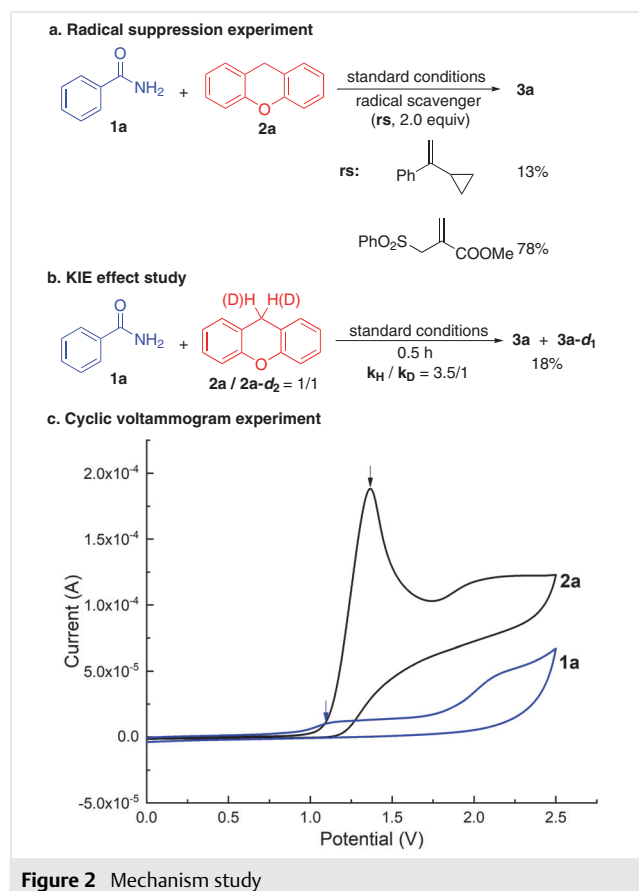 a. Radical suppression experiment
O
NH₂
1a
+
O
2a
standard conditions
radical scavenger
(rs, 2.0 equiv)
3a
rs:
Ph
13%
PhO₂S
COOMe
78%
b. KIE effect study
O
NH₂
1a
+
(D)H H(D)
O
2a / 2a-d₂ = 1/1
standard conditions
0.5 h
k_H / k_D = 3.5/1
3a + 3a-d₁
18%
c. Cyclic voltammogram experiment
2.0x10⁻⁴
1.5x10⁻⁴
1.0x10⁻⁴
5.0x10⁻⁵
0.0
-5.0x10⁻⁵
Current (A)
2a
1a
0.0 0.5 1.0 1.5 2.0 2.5
Potential (V)
Figure 2 Mechanism study